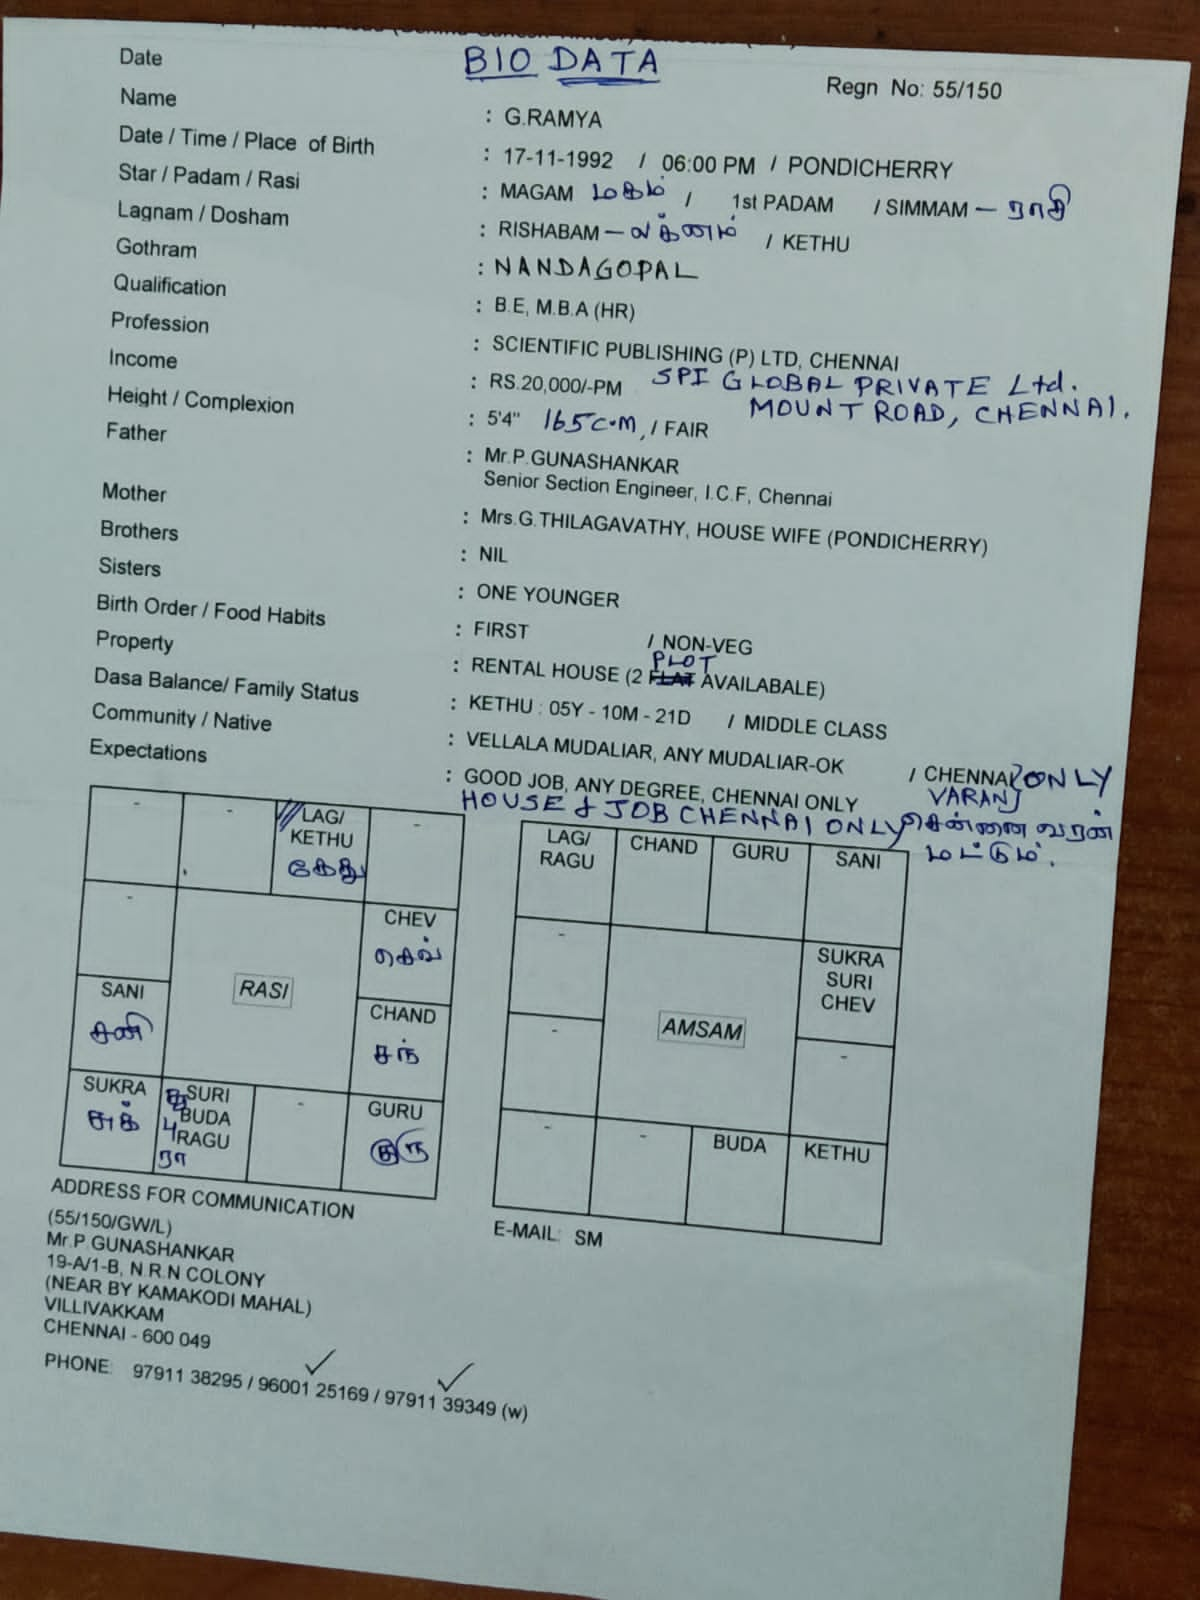 BIO DATA
Date
Regn No: 55/150
Name : G.RAMYA
Date / Time / Place of Birth : 17-11-1992 / 06:00 PM / PONDICHERRY
Star / Padam / Rasi : MAGAM மகம் / 1st PADAM / SIMMAM – ராசி
Lagnam / Dosham : RISHABAM – லக்னம் / KETHU
Gothram : NANDAGOPAL
Qualification : B.E, M.B.A (HR)
Profession : SCIENTIFIC PUBLISHING (P) LTD, CHENNAI
Income : RS.20,000/-PM SPI GLOBAL PRIVATE Ltd.
MOUNT ROAD, CHENNAI.
Height / Complexion : 5'4" 165 C.M, / FAIR
Father : Mr.P.GUNASHANKAR
Senior Section Engineer, I.C.F, Chennai
Mother : Mrs.G.THILAGAVATHY, HOUSE WIFE (PONDICHERRY)
Brothers : NIL
Sisters : ONE YOUNGER
Birth Order / Food Habits : FIRST / NON-VEG
PLOT
Property : RENTAL HOUSE (2 FLAT AVAILABALE)
Dasa Balance/ Family Status : KETHU : 05Y - 10M - 21D / MIDDLE CLASS
Community / Native : VELLALA MUDALIAR, ANY MUDALIAR-OK / CHENNAI ONLY
Expectations : GOOD JOB, ANY DEGREE, CHENNAI ONLY VARAN
HOUSE & JOB CHENNAI ONLY சென்னை வரன்
மட்டும்.
- - LAG/ -
KETHU
கேது
- CHEV
செவ்
SANI RASI CHAND
சனி சந்
SUKRA SURI - GURU
சுக் BUDA குரு
பு RAGU
ரா
LAG/ CHAND GURU SANI
RAGU
- SUKRA
SURI
CHEV
- AMSAM -
- - BUDA KETHU
ADDRESS FOR COMMUNICATION
E-MAIL: SM
(55/150/GW/L)
Mr.P.GUNASHANKAR
19-A/1-B, N.R.N COLONY
(NEAR BY KAMAKODI MAHAL)
VILLIVAKKAM
CHENNAI - 600 049
PHONE: 97911 38295 / 96001 25169 / 97911 39349 (w)